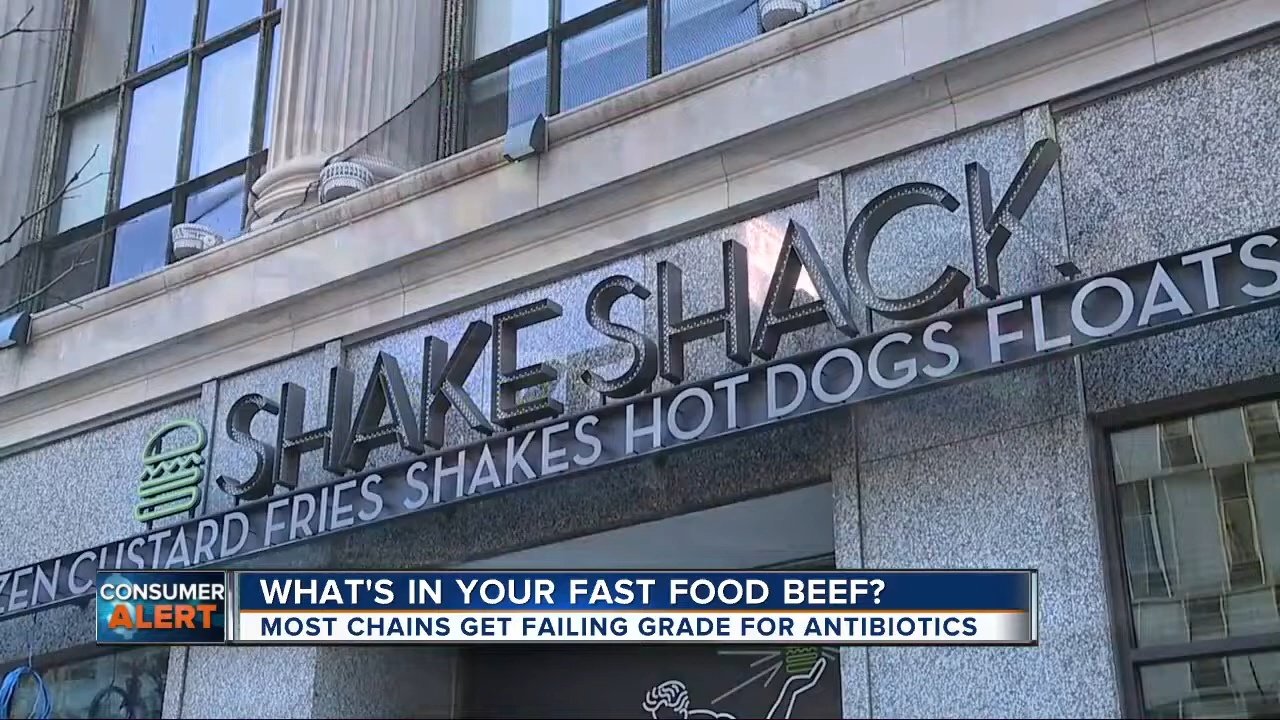 SHAKE SHACK
ZEN CUSTARD FRIES SHAKES HOT DOGS FLOATS
CONSUMER
ALERT
WHAT'S IN YOUR FAST FOOD BEEF?
MOST CHAINS GET FAILING GRADE FOR ANTIBIOTICS